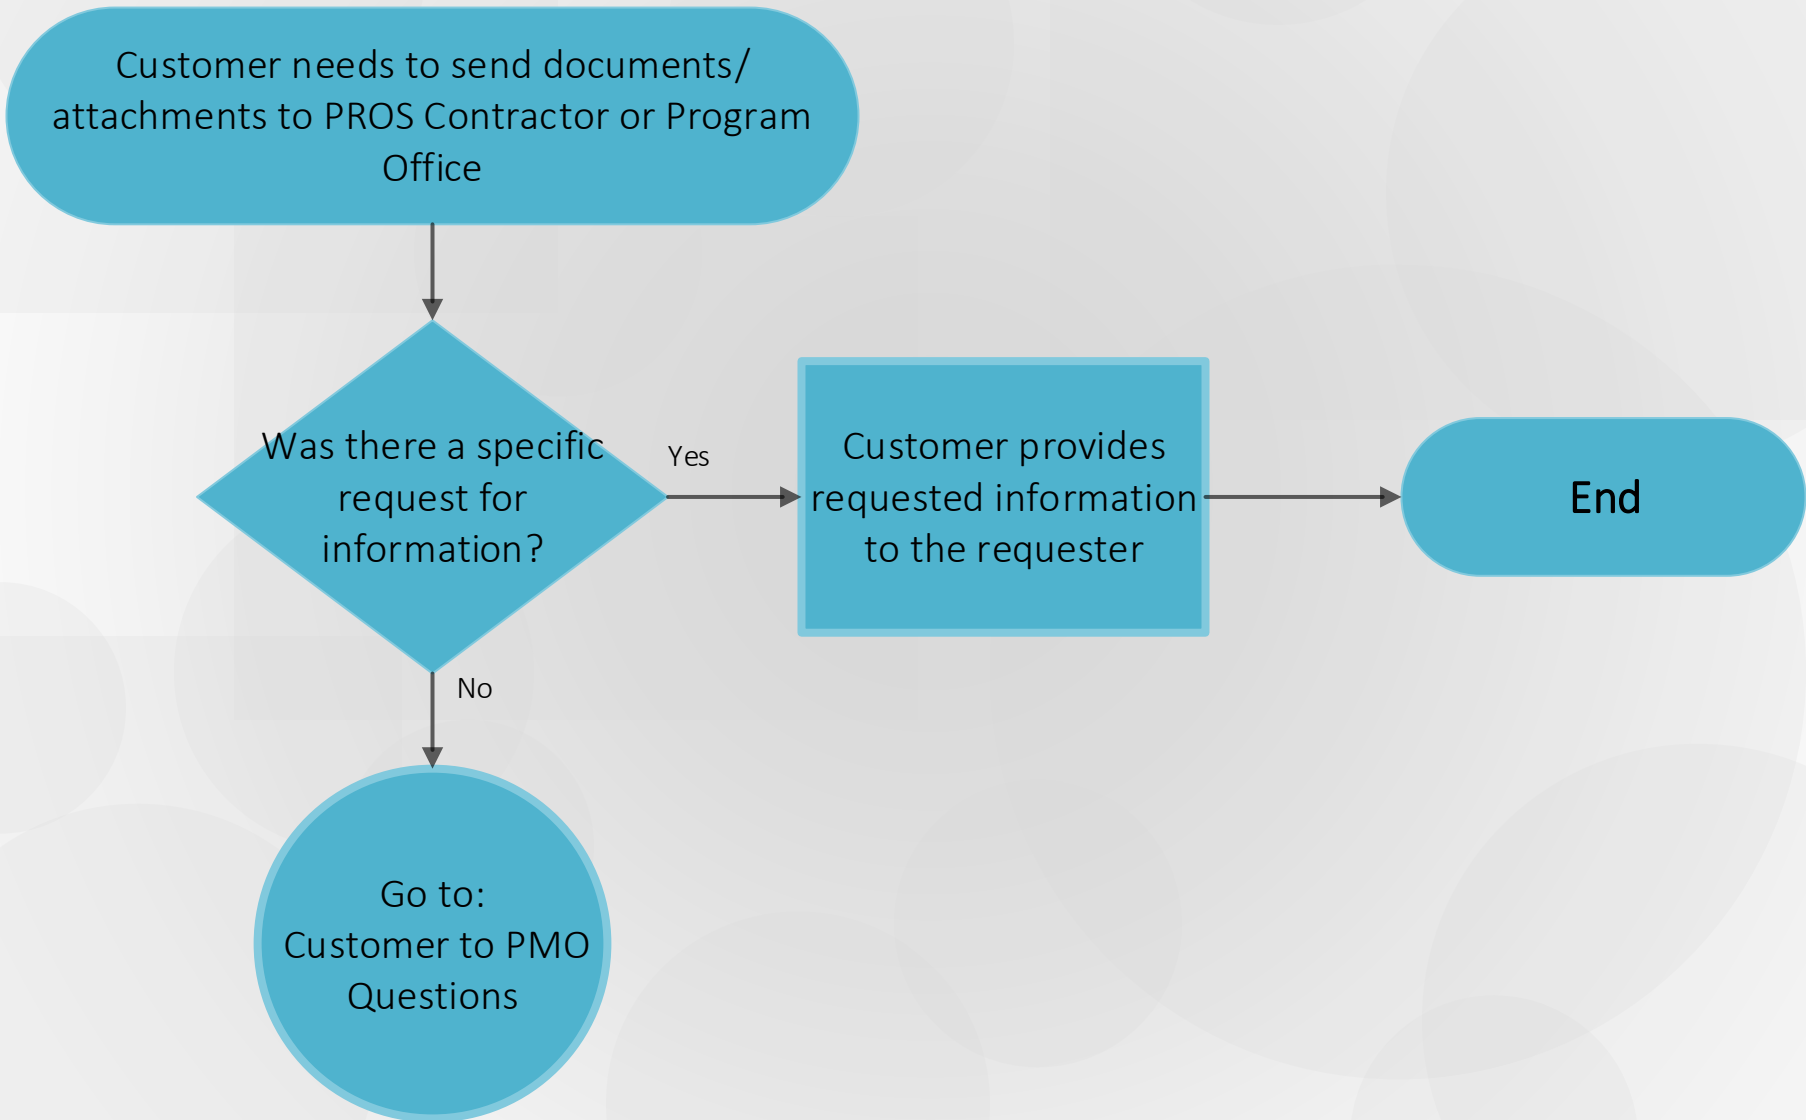 Customer needs to send documents/
attachments to PROS Contractor or Program
Office
Was there a specific
request for
information?
Yes
Customer provides
requested information
to the requester
End
No
Go to:
Customer to PMO
Questions